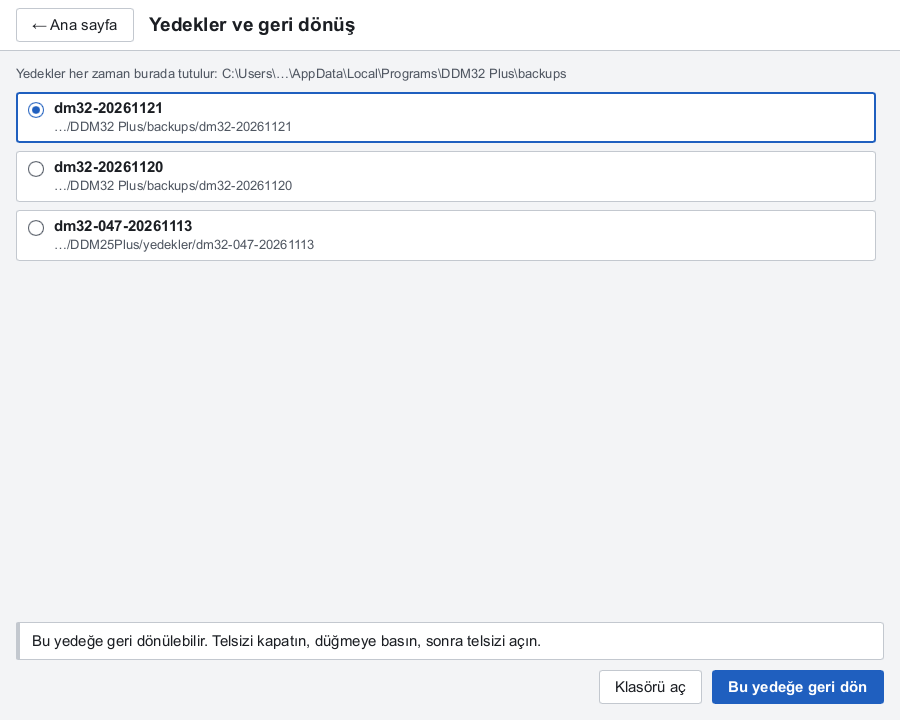 ← Ana sayfa
Yedekler ve geri dönüş
Yedekler her zaman burada tutulur: C:\Users\…\AppData\Local\Programs\DDM32 Plus\backups
dm32-20261121
…/DDM32 Plus/backups/dm32-20261121
dm32-20261120
…/DDM32 Plus/backups/dm32-20261120
dm32-047-20261113
…/DDM25Plus/yedekler/dm32-047-20261113
Bu yedeğe geri dönülebilir. Telsizi kapatın, düğmeye basın, sonra telsizi açın.
Klasörü aç
Bu yedeğe geri dön